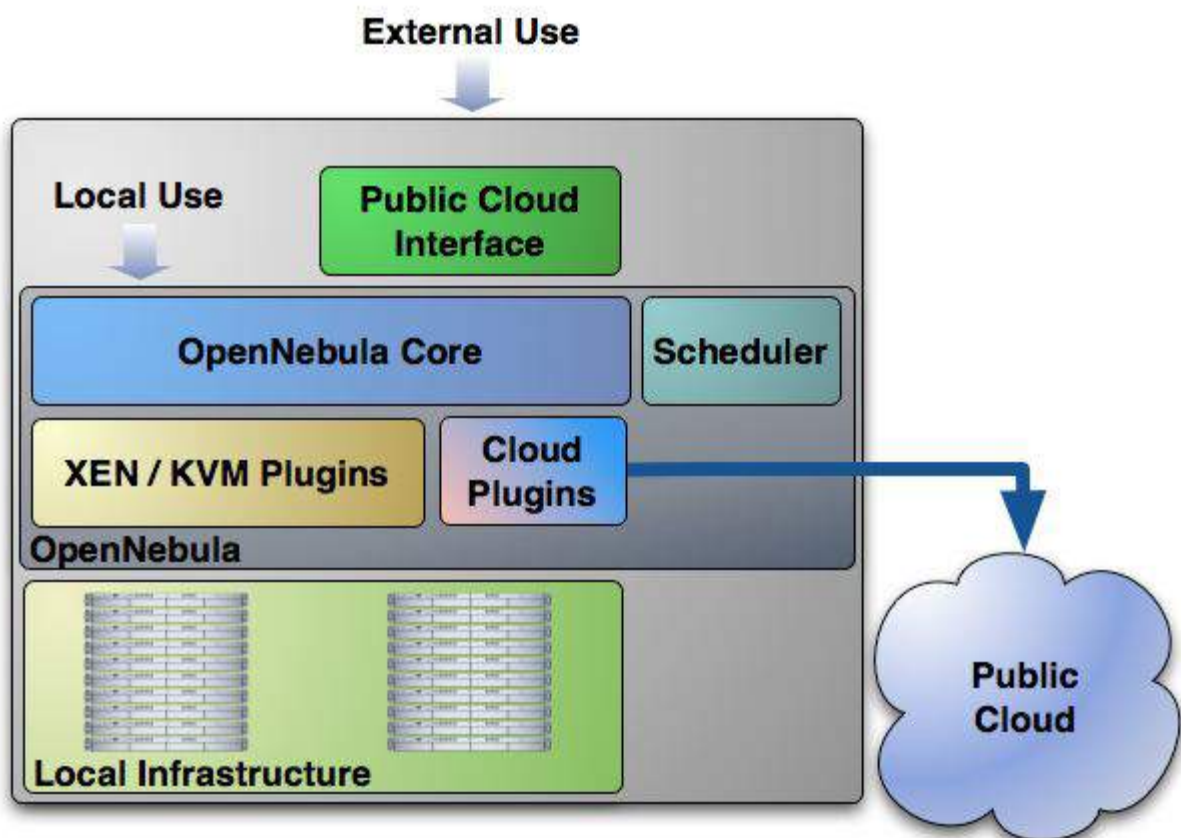 External Use
Local Use
Public Cloud
Interface
OpenNebula Core
Scheduler
XEN / KVM Plugins
Cloud
Plugins
OpenNebula
Local Infrastructure
Public
Cloud